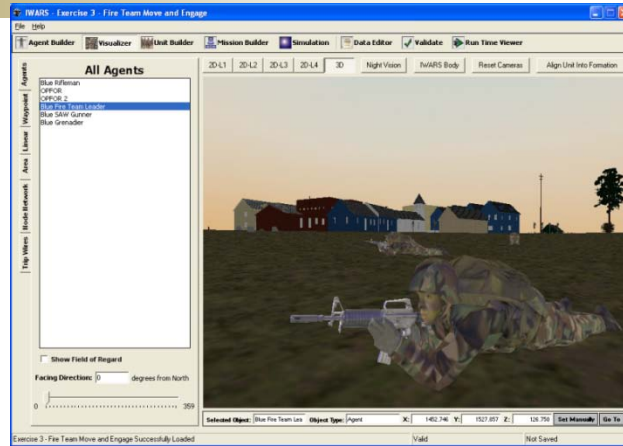 IWARS - Exercise 3 - Fire Team Move and Engage
File Help
Agent Builder Visualizer Unit Builder Mission Builder Simulation Data Editor Validate Run Time Viewer
All Agents
2D-L1 2D-L2 2D-L3 2D-L4 3D Night Vision IWARS Body Reset Cameras Align Unit Into Formation
Agents
Waypoint
Linear
Area
Node Network
Trip Wires
Blue Rifleman
OPFOR
OPFOR 2
Blue Fire Team Leader
Blue SAW Gunner
Blue Grenadier
Show Field of Regard
Facing Direction: 0 degrees from North
0 359
Selected Object: Blue Fire Team Lea Object Type: Agent X: 1452.746 Y: 1527.857 Z: 126.750 Set Manually Go To
Exercise 3 - Fire Team Move and Engage Successfully Loaded Valid Not Saved